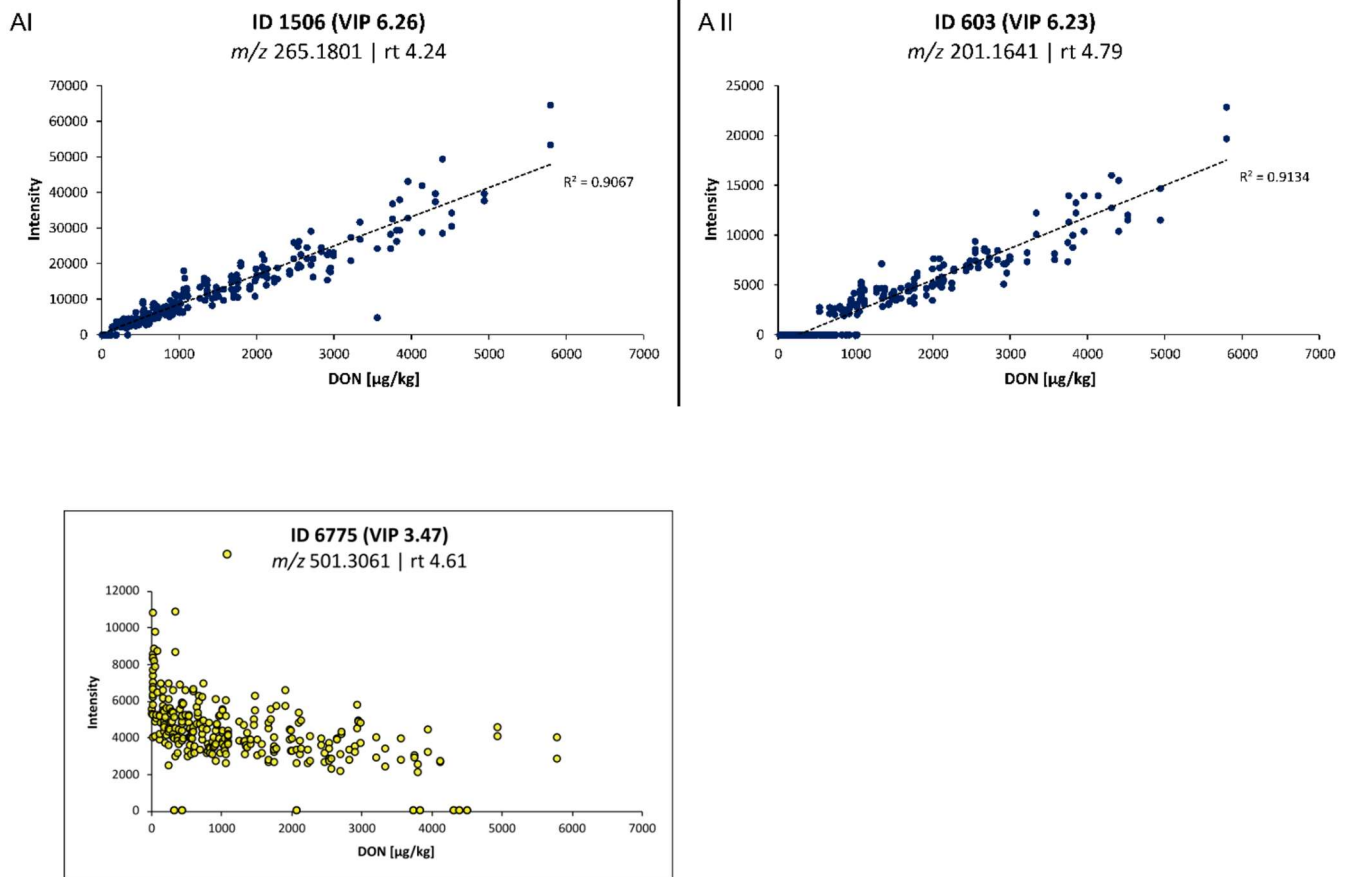 AI
ID 1506 (VIP 6.26)
m/z 265.1801 | rt 4.24
70000
60000
50000
40000
30000
20000
10000
0
Intensity
R² = 0.9067
0 1000 2000 3000 4000 5000 6000 7000
DON [µg/kg]
A II
ID 603 (VIP 6.23)
m/z 201.1641 | rt 4.79
25000
20000
15000
10000
5000
0
Intensity
R² = 0.9134
0 1000 2000 3000 4000 5000 6000 7000
DON [µg/kg]
ID 6775 (VIP 3.47)
m/z 501.3061 | rt 4.61
12000
10000
8000
6000
4000
2000
0
Intensity
0 1000 2000 3000 4000 5000 6000 7000
DON [µg/kg]